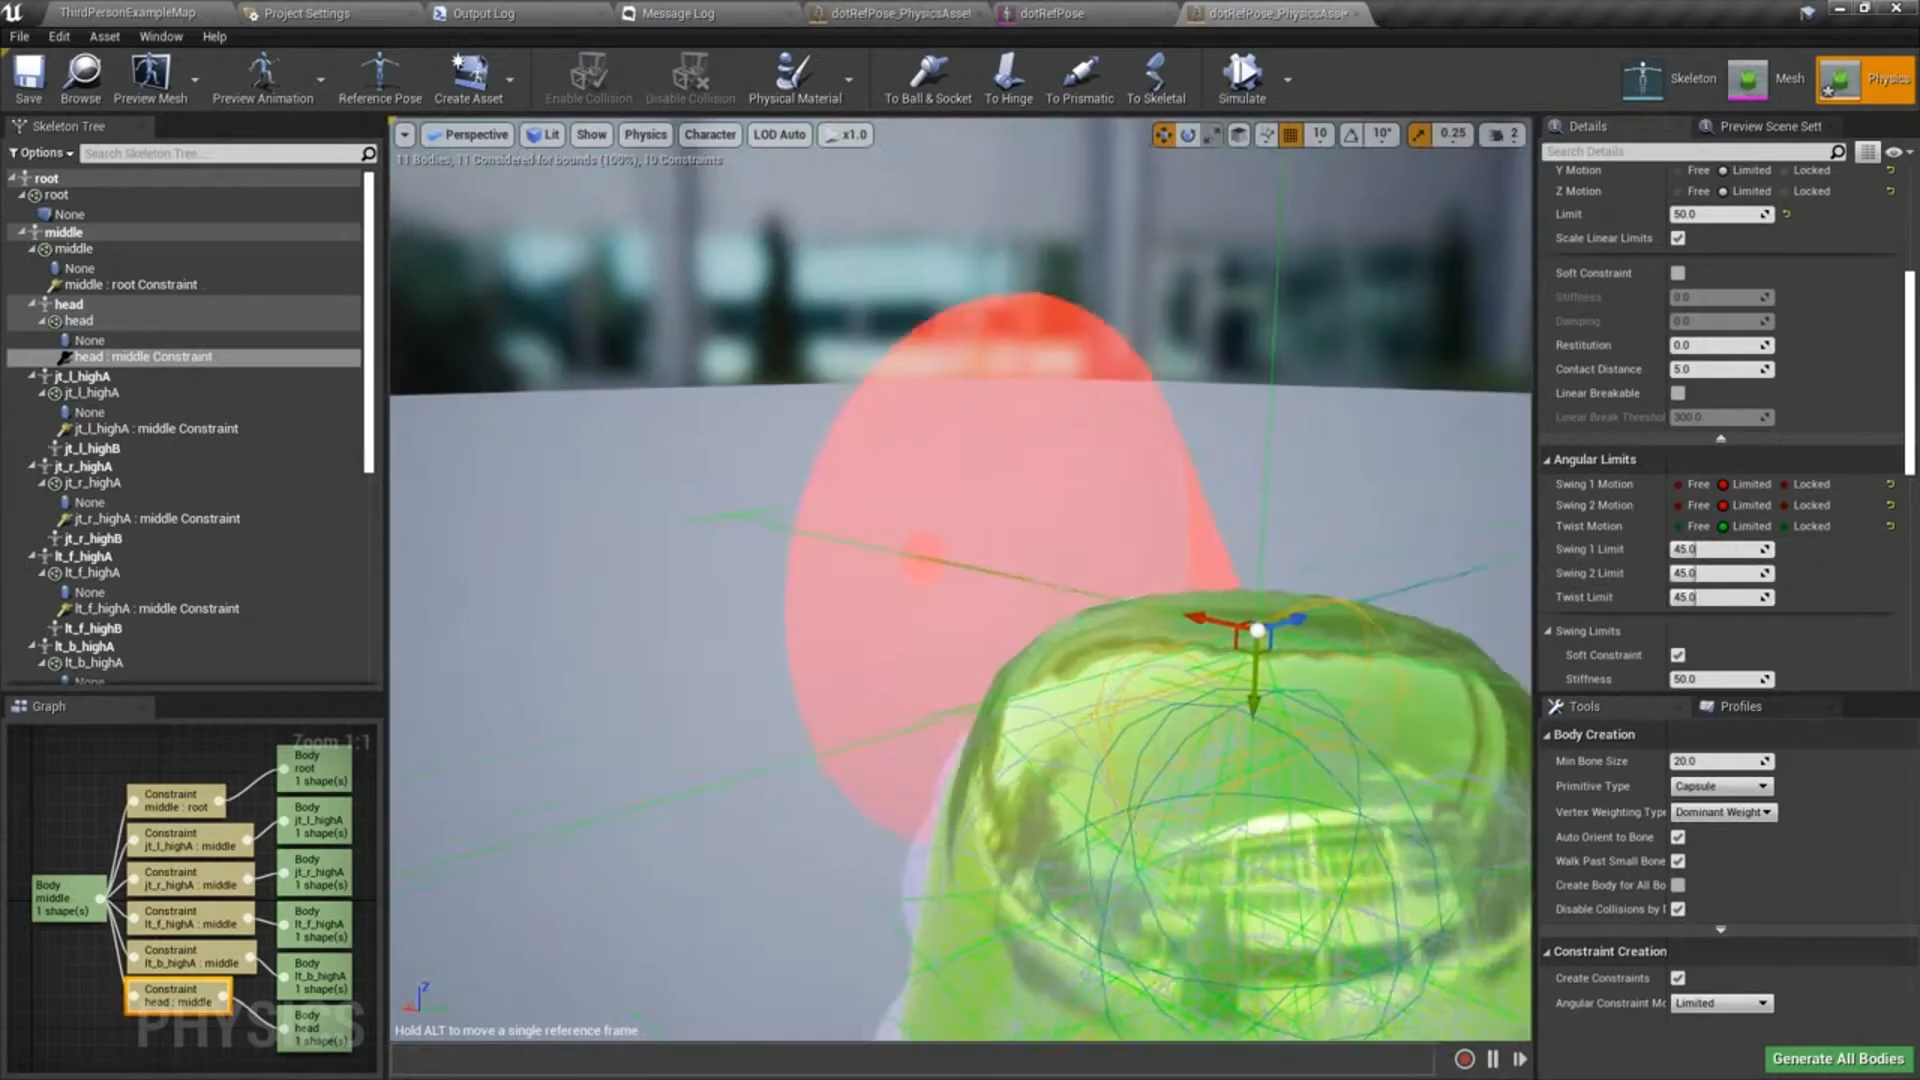 ThirdPersonExampleMap
Project Settings
Output Log
Message Log
dotRefPose_PhysicsAsset
dotRefPose
dotRefPose_PhysicsAsse
File Edit Asset Window Help
Save
Browse
Preview Mesh
Preview Animation
Reference Pose
Create Asset
Enable Collision
Disable Collision
Physical Material
To Ball & Socket
To Hinge
To Prismatic
To Skeletal
Simulate
Skeleton
Mesh
Physics
Skeleton Tree
Options
Search Skeleton Tree...
root
root
None
middle
middle
None
middle : root Constraint
head
head
None
head : middle Constraint
jt_l_highA
jt_l_highA
None
jt_l_highA : middle Constraint
jt_l_highB
jt_r_highA
jt_r_highA
None
jt_r_highA : middle Constraint
jt_r_highB
lt_f_highA
lt_f_highA
None
lt_f_highA : middle Constraint
lt_f_highB
lt_b_highA
lt_b_highA
None
Graph
Zoom 1:1
Body
middle
1 shape(s)
Constraint
middle : root
Constraint
jt_l_highA : middle
Constraint
jt_r_highA : middle
Constraint
lt_f_highA : middle
Constraint
lt_b_highA : middle
Constraint
head : middle
Body
root
1 shape(s)
Body
jt_l_highA
1 shape(s)
Body
jt_r_highA
1 shape(s)
Body
lt_f_highA
1 shape(s)
Body
lt_b_highA
1 shape(s)
Body
head
1 shape(s)
PHYSICS
Perspective
Lit
Show
Physics
Character
LOD Auto
x1.0
10
10°
0.25
2
11 Bodies, 11 Considered for bounds (100%), 10 Constraints
Z
Hold ALT to move a single reference frame
Details
Preview Scene Sett
Search Details
Y Motion Free Limited Locked
Z Motion Free Limited Locked
Limit 50.0
Scale Linear Limits
Soft Constraint
Stiffness 0.0
Damping 0.0
Restitution 0.0
Contact Distance 5.0
Linear Breakable
Linear Break Threshol 300.0
Angular Limits
Swing 1 Motion Free Limited Locked
Swing 2 Motion Free Limited Locked
Twist Motion Free Limited Locked
Swing 1 Limit 45.0
Swing 2 Limit 45.0
Twist Limit 45.0
Swing Limits
Soft Constraint
Stiffness 50.0
Tools
Profiles
Body Creation
Min Bone Size 20.0
Primitive Type Capsule
Vertex Weighting Type Dominant Weight
Auto Orient to Bone
Walk Past Small Bone
Create Body for All Bo
Disable Collisions by
Constraint Creation
Create Constraints
Angular Constraint Mo Limited
Generate All Bodies